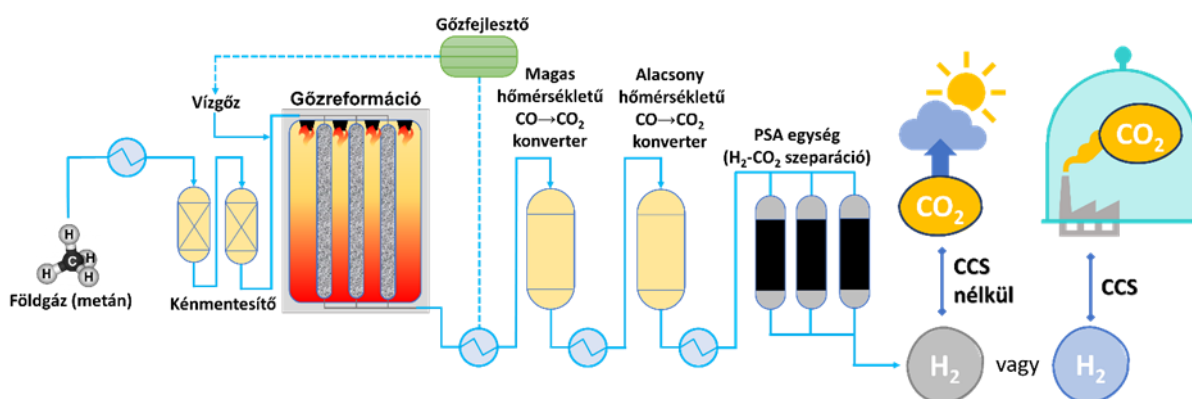 Gőzfejlesztő
Vízgőz
Gőzreformáció
Magas
hőmérsékletű
CO→CO₂
konverter
Alacsony
hőmérsékletű
CO→CO₂
konverter
PSA egység
(H₂-CO₂ szeparáció)
CO₂
CO₂
H
H
C
H
H
Földgáz (metán)
Kénmentesítő
CCS
nélkül
CCS
H₂
vagy
H₂